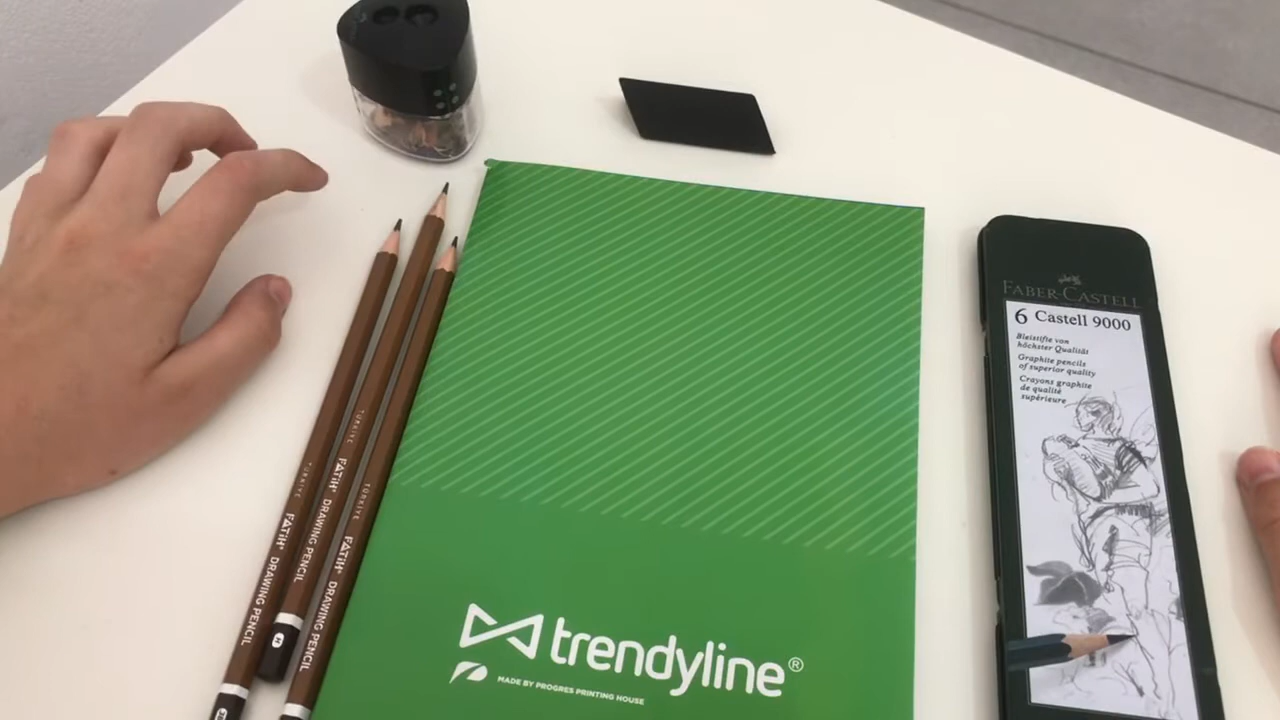 FABER-CASTELL
6 Castell 9000
Bleistifte von
höchster Qualität
Graphite pencils
of superior quality
Crayons graphite
de qualité
supérieure
TÜRKİYE
FATİH DRAWING PENCIL
TÜRKİYE
FATİH DRAWING PENCIL
TÜRKİYE
FATİH DRAWING PENCIL
trendyline®
MADE BY PROGRES PRINTING HOUSE